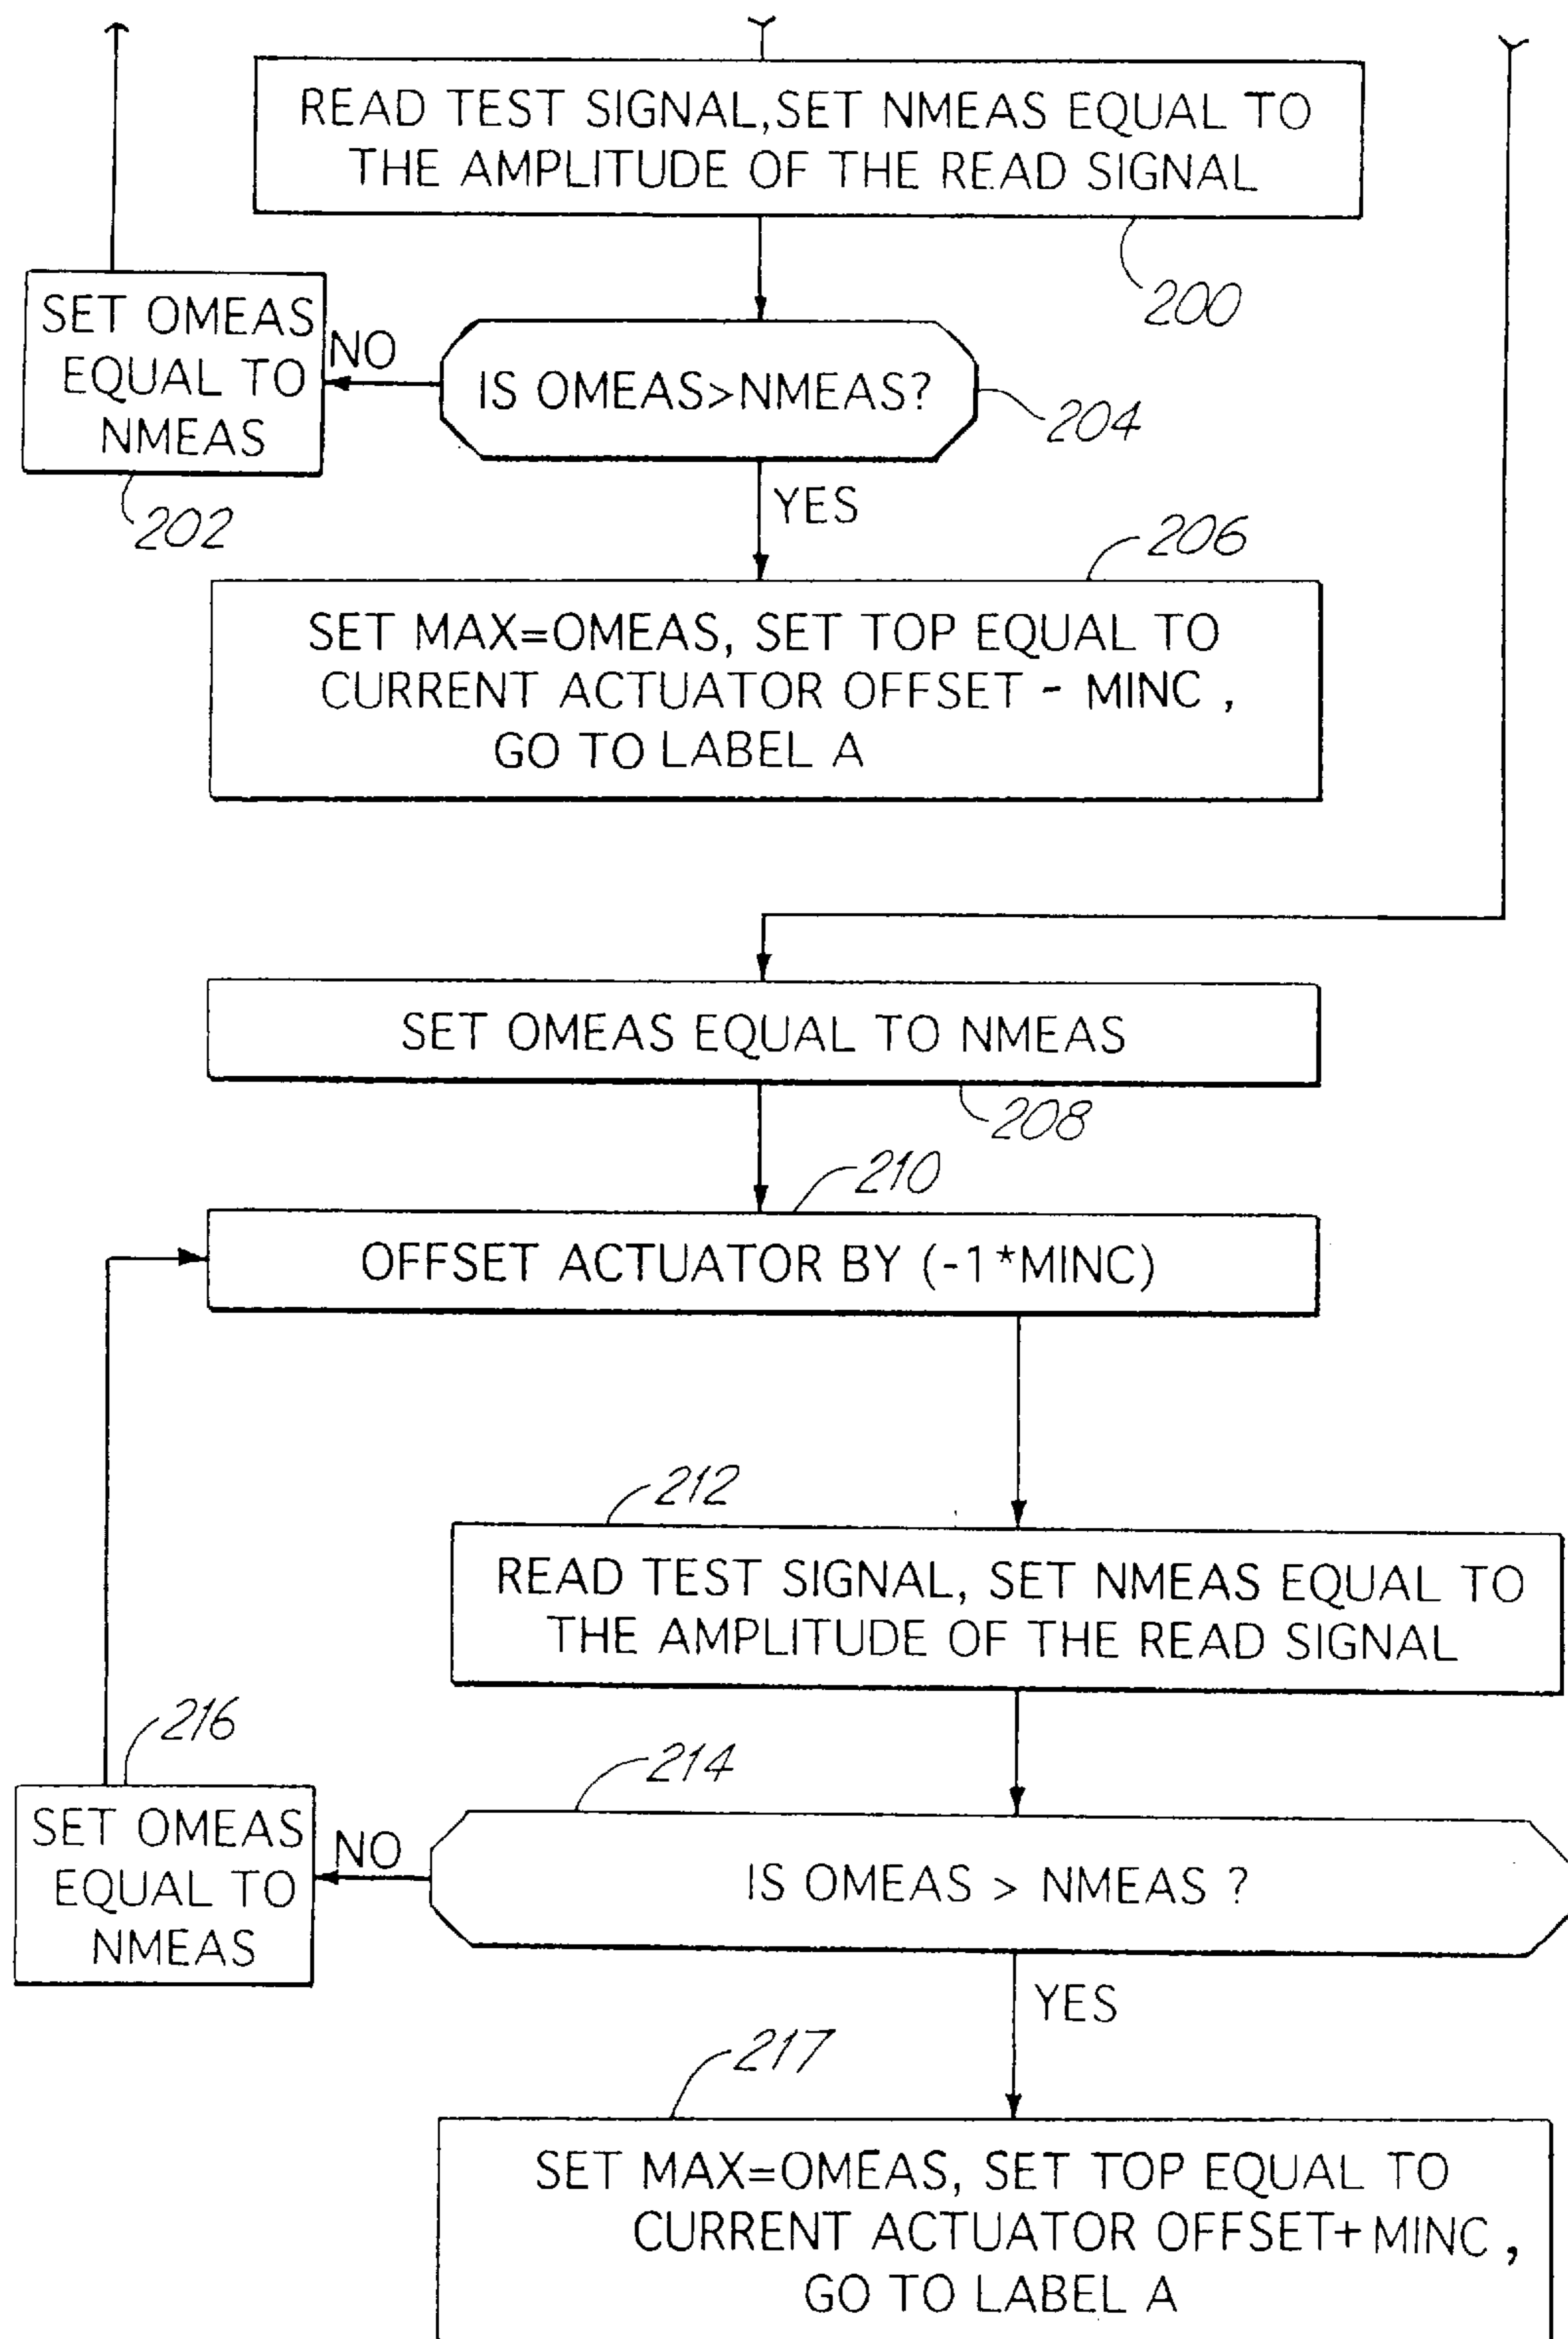 READ TEST SIGNAL,SET NMEAS EQUAL TO
THE AMPLITUDE OF THE READ SIGNAL
200
SET OMEAS
EQUAL TO
NMEAS
202
NO
IS OMEAS>NMEAS?
204
YES
206
SET MAX=OMEAS, SET TOP EQUAL TO
CURRENT ACTUATOR OFFSET - MINC ,
GO TO LABEL A
SET OMEAS EQUAL TO NMEAS
208
210
OFFSET ACTUATOR BY (-1*MINC)
212
READ TEST SIGNAL, SET NMEAS EQUAL TO
THE AMPLITUDE OF THE READ SIGNAL
216
SET OMEAS
EQUAL TO
NMEAS
NO
214
IS OMEAS > NMEAS ?
YES
217
SET MAX=OMEAS, SET TOP EQUAL TO
CURRENT ACTUATOR OFFSET+MINC ,
GO TO LABEL A